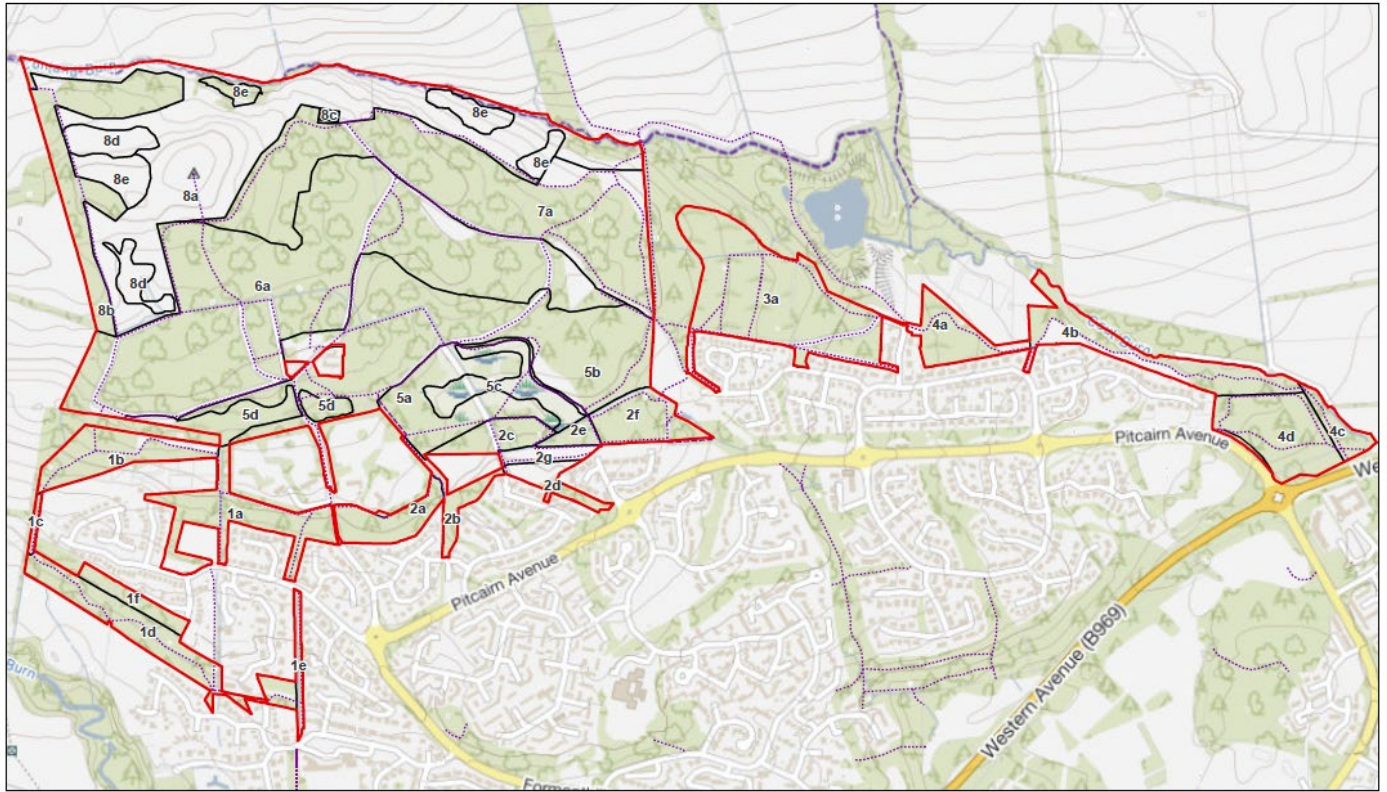 8e
8c
8e
8d
8e
8e
8a
7a
6a
8d
3a
8b
4a
4b
5b
5c
5a
5d
5d
2f
2c
2e
4c
4d
Pitcairn Avenue
2g
1b
2d
We
2a
1a
2b
1c
Pitcairn Avenue
1f
1d
Western Avenue (B969)
1e
Burn